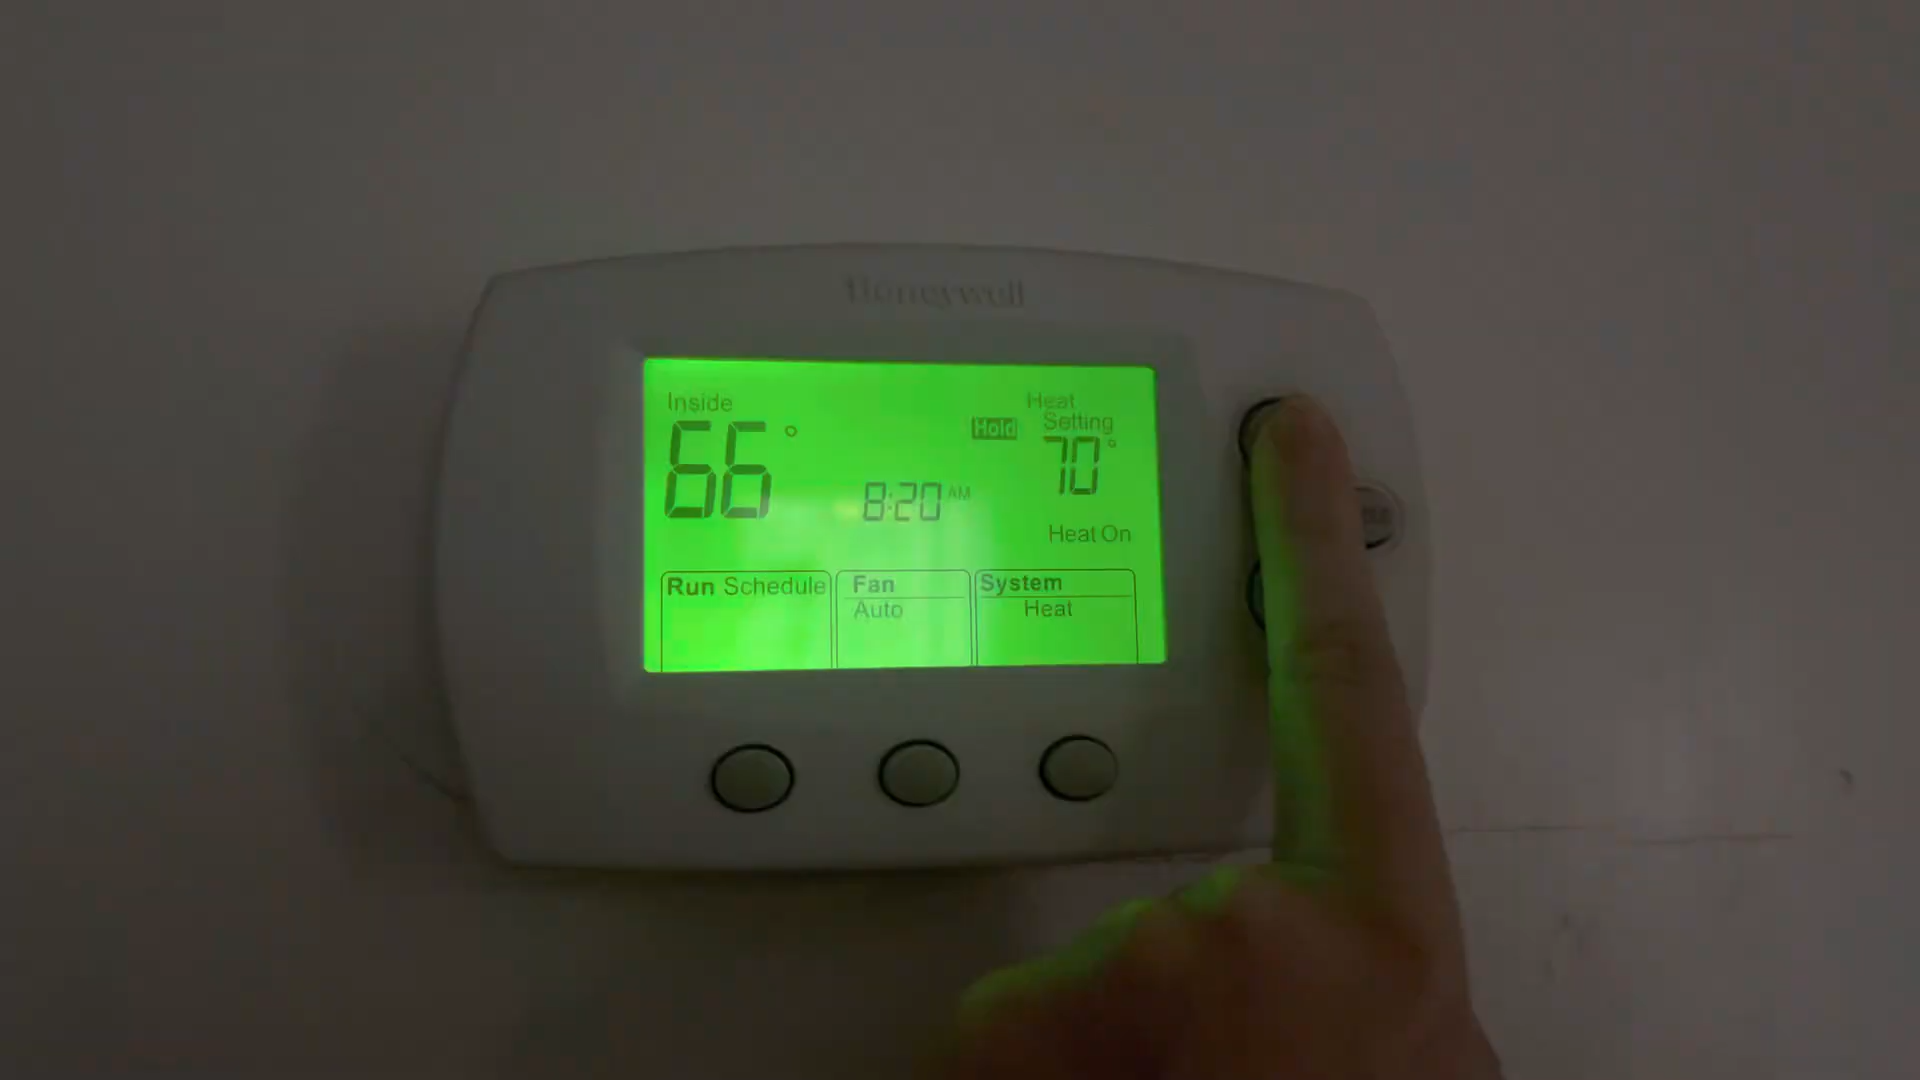 Honeywell
Inside
66°
Hold
Heat
Setting
70°
8:20 AM
Heat On
Run Schedule
Fan
Auto
System
Heat